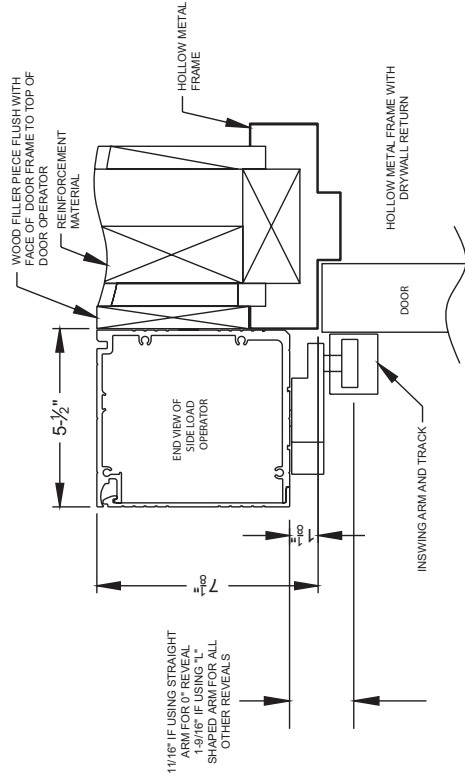 WOOD FILLER PIECE FLUSH WITH
FACE OF DOOR FRAME TO TOP OF
DOOR OPERATOR
REINFORCEMENT
MATERIAL
HOLLOW METAL
FRAME
5-½"
END VIEW OF
SIDE LOAD
OPERATOR
7⅛"
1⅛"
11/16" IF USING STRAIGHT
ARM FOR 0" REVEAL
1-9/16" IF USING "L"
SHAPED ARM FOR ALL
OTHER REVEALS
DOOR
HOLLOW METAL FRAME WITH
DRYWALL RETURN
INSWING ARM AND TRACK